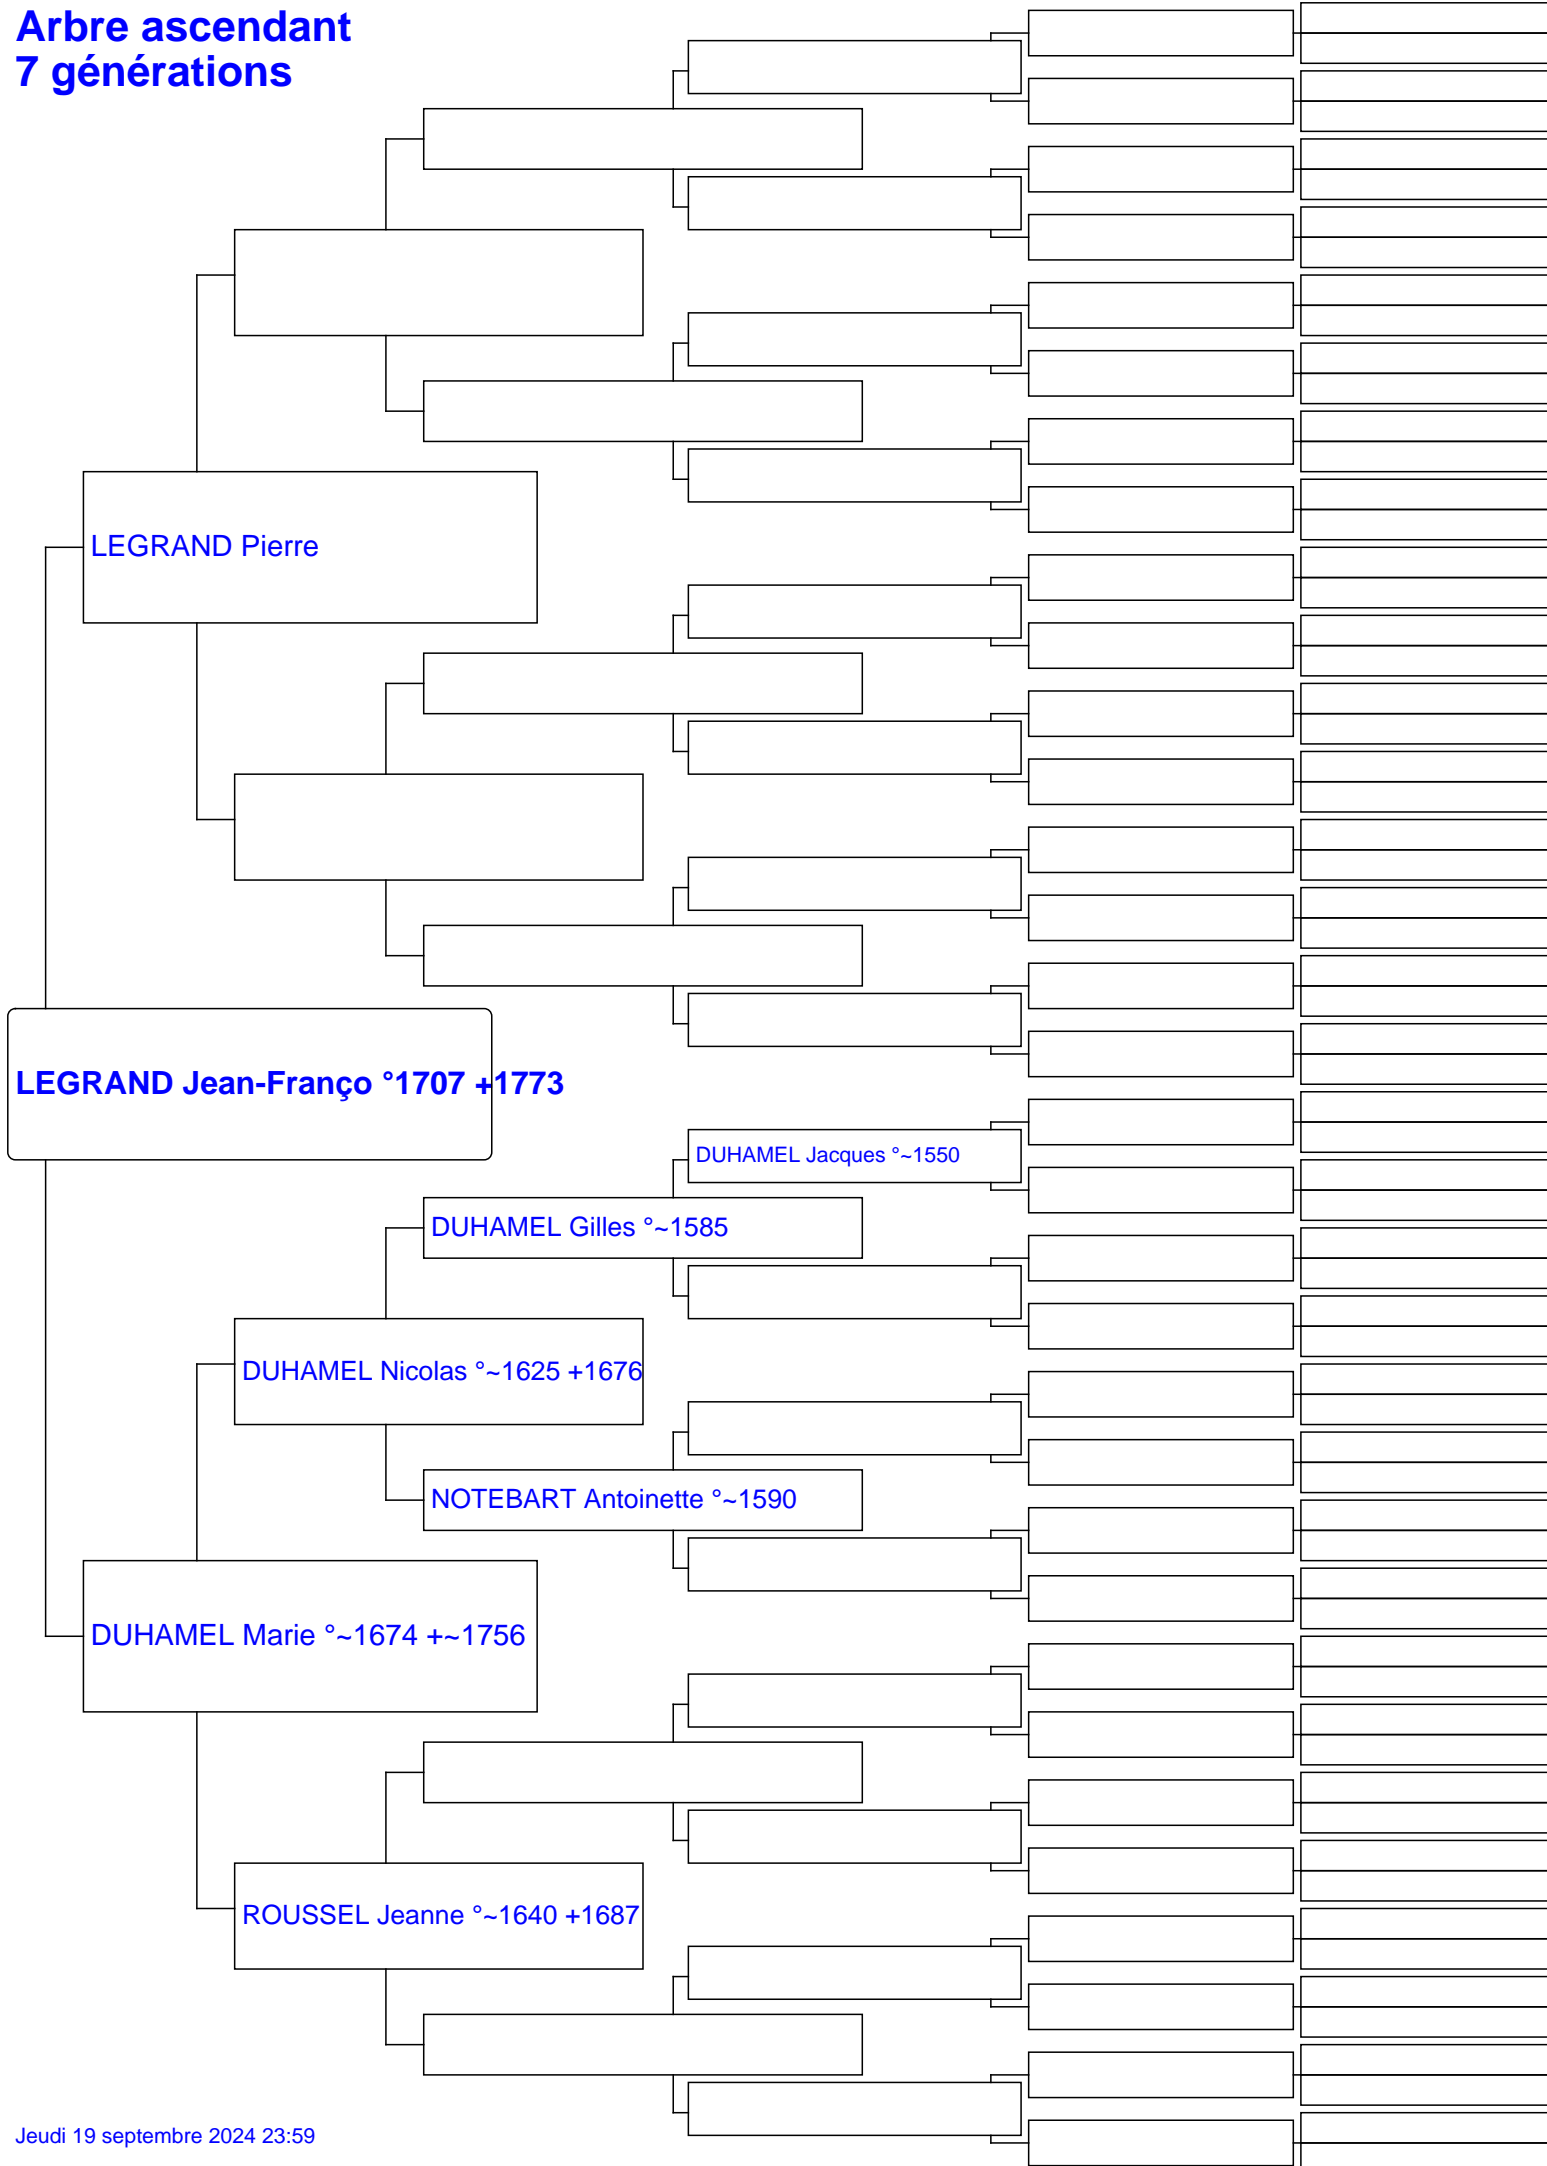 Arbre ascendant
7 générations
LEGRAND Pierre
LEGRAND Jean-Franço °1707 +1773
DUHAMEL Jacques °~1550
DUHAMEL Gilles °~1585
DUHAMEL Nicolas °~1625 +1676
NOTEBART Antoinette °~1590
DUHAMEL Marie °~1674 +~1756
ROUSSEL Jeanne °~1640 +1687
Jeudi 19 septembre 2024 23:59